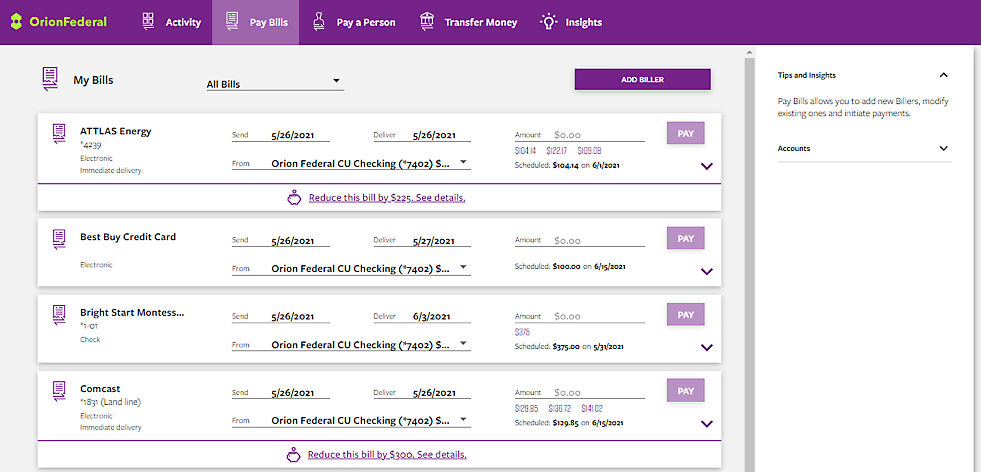 OrionFederal
Activity
Pay Bills
Pay a Person
Transfer Money
Insights
My Bills
All Bills
ADD BILLER
ATTLAS Energy
*4239
Electronic
Immediate delivery
Send 5/26/2021 Deliver 5/26/2021
From Orion Federal CU Checking (*7402) $...
Amount $0.00
$104.14 $122.17 $109.08
Scheduled: $104.14 on 6/1/2021
PAY
Reduce this bill by $225. See details.
Best Buy Credit Card
Electronic
Send 5/26/2021 Deliver 5/27/2021
From Orion Federal CU Checking (*7402) $...
Amount $0.00
Scheduled: $100.00 on 6/15/2021
PAY
Bright Start Montess...
*1-01
Check
Send 5/26/2021 Deliver 6/3/2021
From Orion Federal CU Checking (*7402) $...
Amount $0.00
$375
Scheduled: $375.00 on 5/31/2021
PAY
Comcast
*1831 (Land line)
Electronic
Immediate delivery
Send 5/26/2021 Deliver 5/26/2021
From Orion Federal CU Checking (*7402) $...
Amount $0.00
$129.85 $136.72 $141.02
Scheduled: $129.85 on 6/15/2021
PAY
Reduce this bill by $300. See details.
Tips and Insights
Pay Bills allows you to add new Billers, modify
existing ones and initiate payments.
Accounts